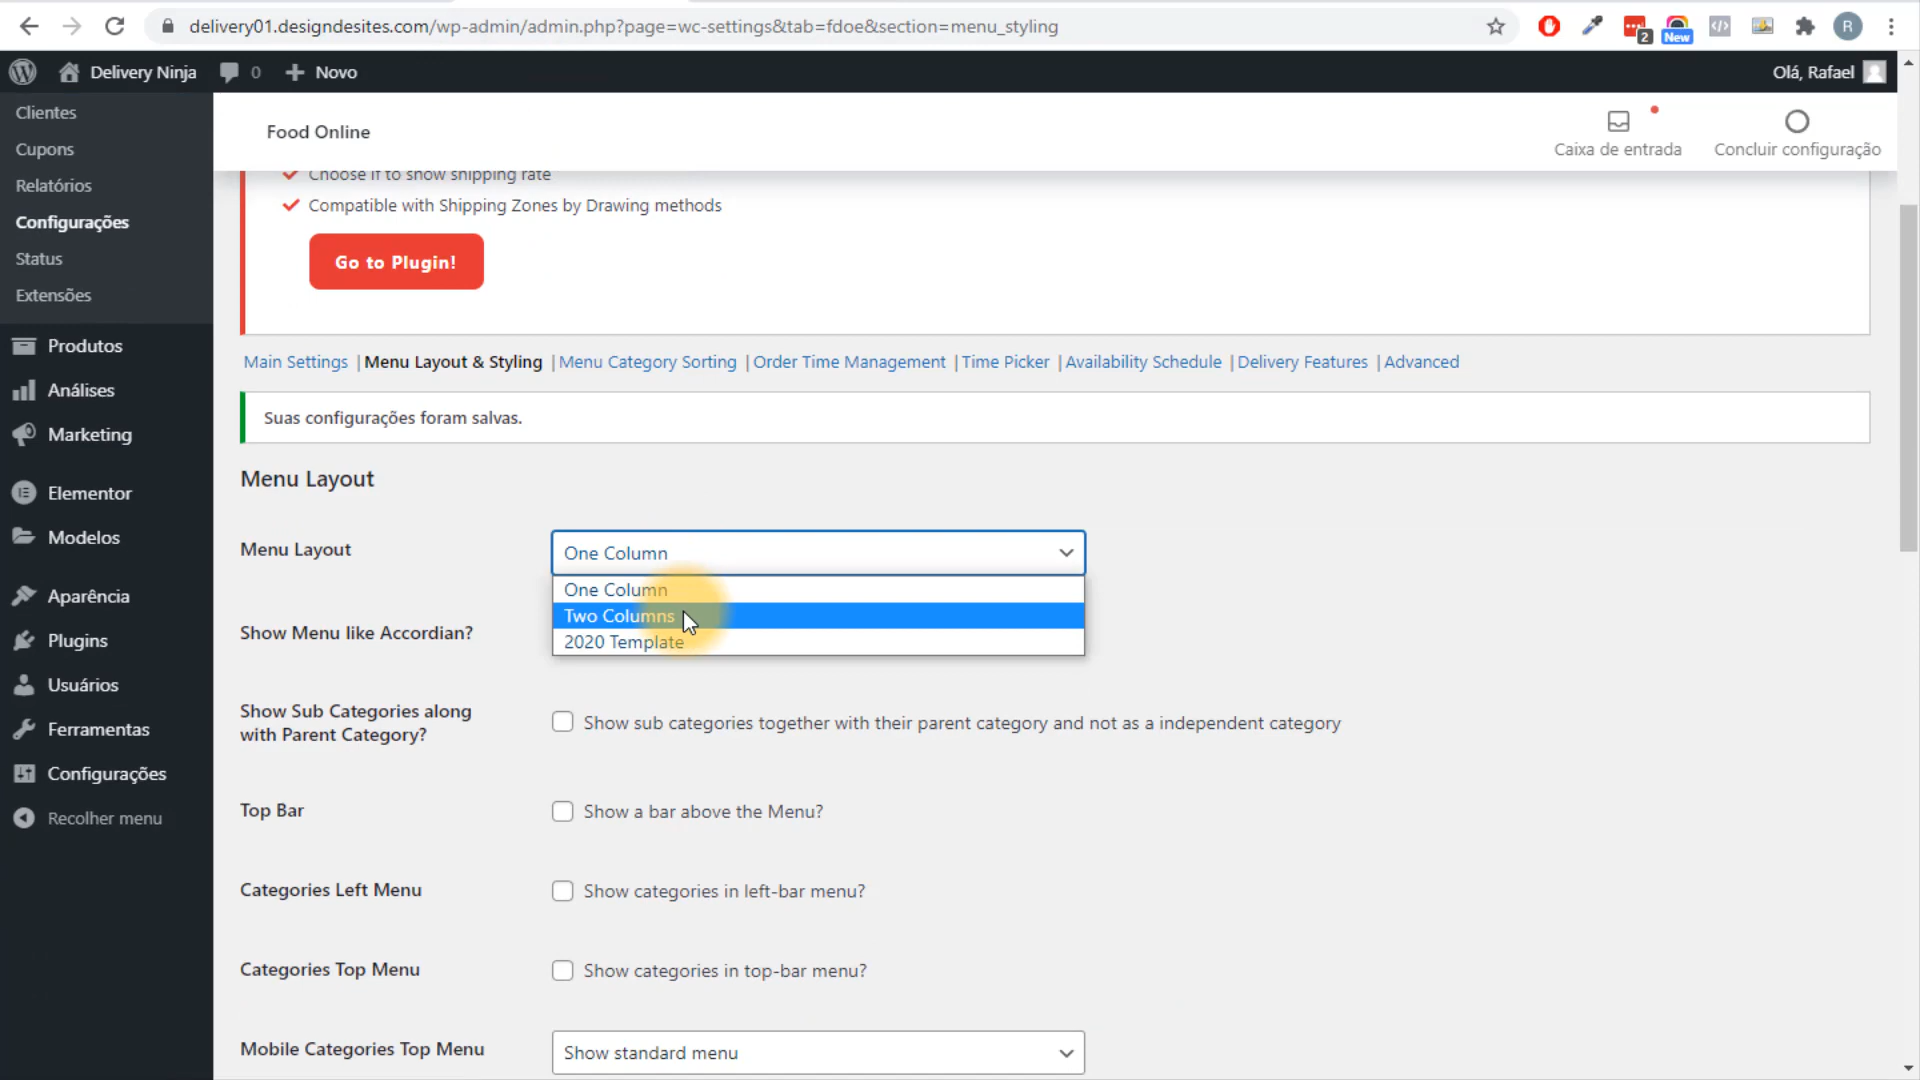 delivery01.designdesites.com/wp-admin/admin.php?page=wc-settings&tab=fdoe&section=menu_styling
2
New
R
Delivery Ninja
0
Novo
Olá, Rafael
Clientes
Cupons
Relatórios
Configurações
Status
Extensões
Produtos
Análises
Marketing
Elementor
Modelos
Aparência
Plugins
Usuários
Ferramentas
Configurações
Recolher menu
Food Online
Caixa de entrada
Concluir configuração
Choose if to show shipping rate
Compatible with Shipping Zones by Drawing methods
Go to Plugin!
Main Settings | Menu Layout & Styling | Menu Category Sorting | Order Time Management | Time Picker | Availability Schedule | Delivery Features | Advanced
Suas configurações foram salvas.
Menu Layout
Menu Layout
One Column
One Column
Two Columns
2020 Template
Show Menu like Accordian?
Show Sub Categories along
with Parent Category?
Show sub categories together with their parent category and not as a independent category
Top Bar
Show a bar above the Menu?
Categories Left Menu
Show categories in left-bar menu?
Categories Top Menu
Show categories in top-bar menu?
Mobile Categories Top Menu
Show standard menu